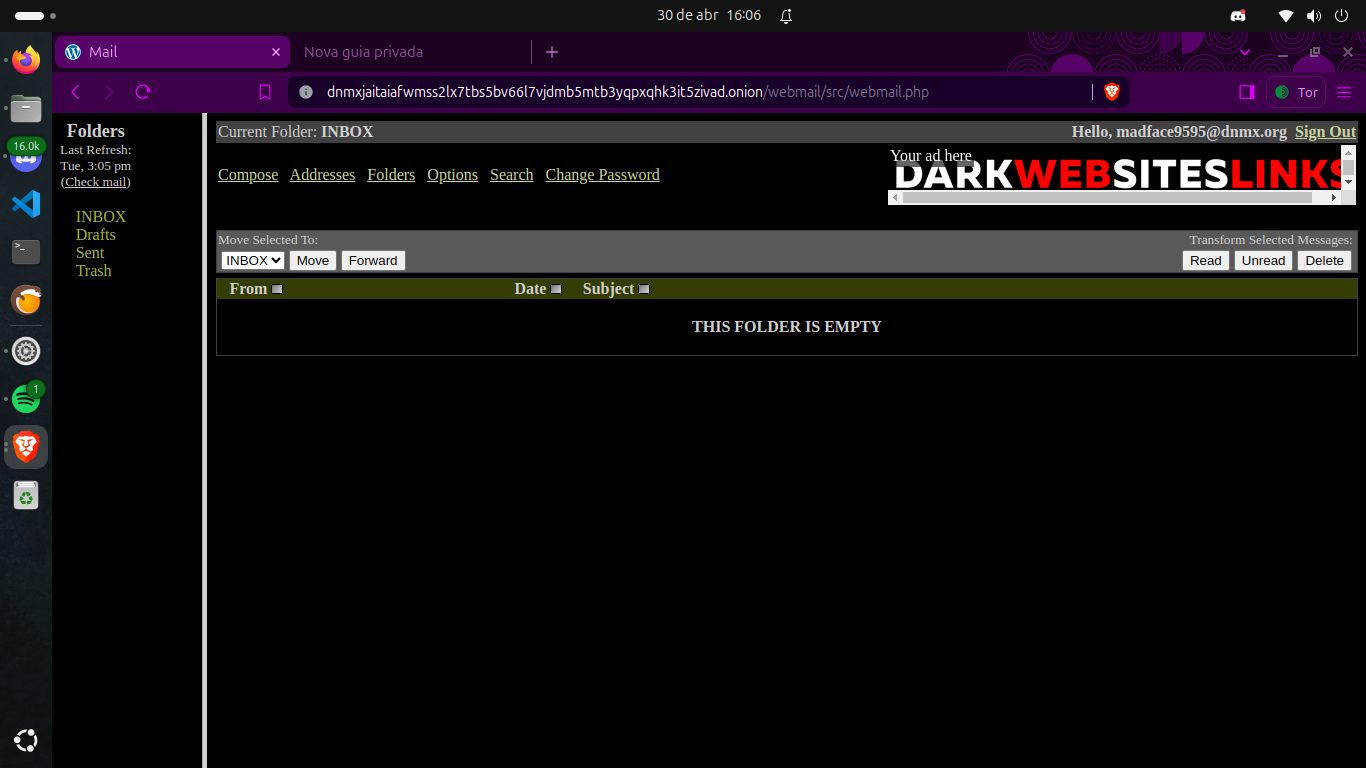 30 de abr 16:06
Mail
Nova guia privada
dnmxjaitaiafwmss2lx7tbs5bv66l7vjdmb5mtb3yqpxqhk3it5zivad.onion/webmail/src/webmail.php
Tor
16.0k
1
Folders
Last Refresh:
Tue, 3:05 pm
(Check mail)
INBOX
Drafts
Sent
Trash
Current Folder: INBOX
Hello, madface9595@dnmx.org Sign Out
Compose Addresses Folders Options Search Change Password
Your ad here
DARKWEBSITESLINKS
Move Selected To:
Transform Selected Messages:
INBOX Move Forward
Read Unread Delete
From Date Subject
THIS FOLDER IS EMPTY